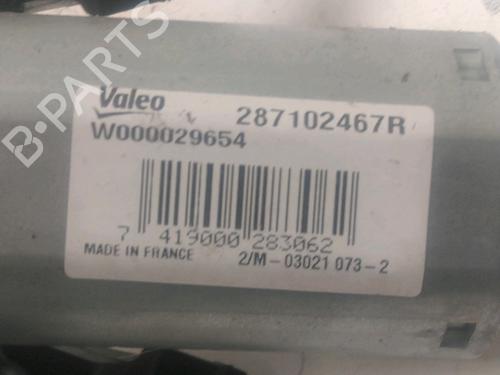 B-PARTS
Valeo 287102467R
W000029654
7 419000 283062
MADE IN FRANCE 2/M-03021 073-2